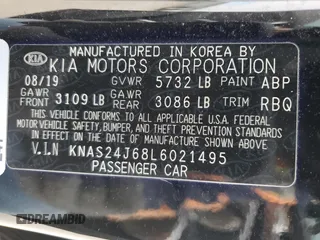 MANUFACTURED IN KOREA BY
KIA KIA MOTORS CORPORATION
08/19 GVWR 5732 LB PAINT ABP
GAWR FRONT 3109 LB GAWR REAR 3086 LB TRIM RBQ
THIS VEHICLE CONFORMS TO ALL APPLICABLE U.S.A FEDERAL
MOTOR VEHICLE SAFETY AND THEFT PREVENTION
STANDARDS IN EFFECT ON THE DATE OF
MANUFACTURE SHOWN ABOVE
V.I.N KNAS24J68L6021495
PASSENGER CAR
DREAMBID